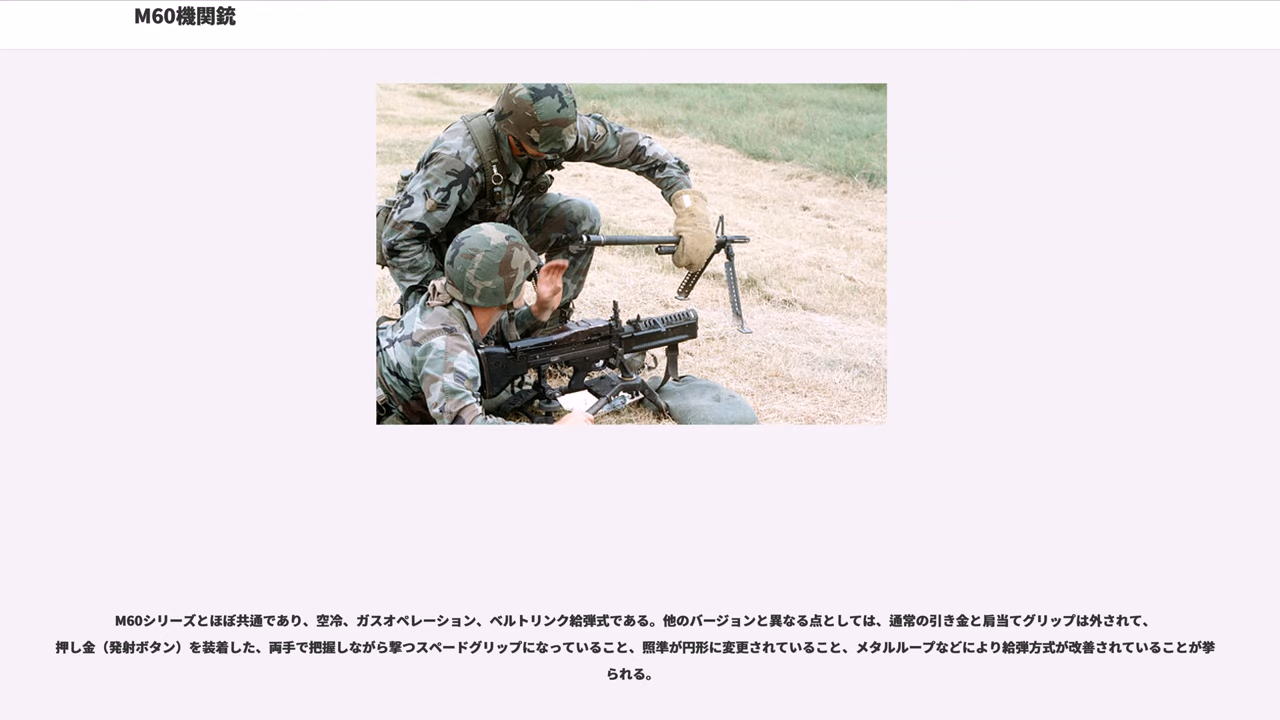 M60機関銃
M60シリーズとほぼ共通であり、空冷、ガスオペレーション、ベルトリンク給弾式である。他のバージョンと異なる点としては、通常の引き金と肩当てグリップは外されて、
押し金（発射ボタン）を装着した、両手で把握しながら撃つスペードグリップになっていること、照準が円形に変更されていること、メタルループなどにより給弾方式が改善されていることが挙
られる。